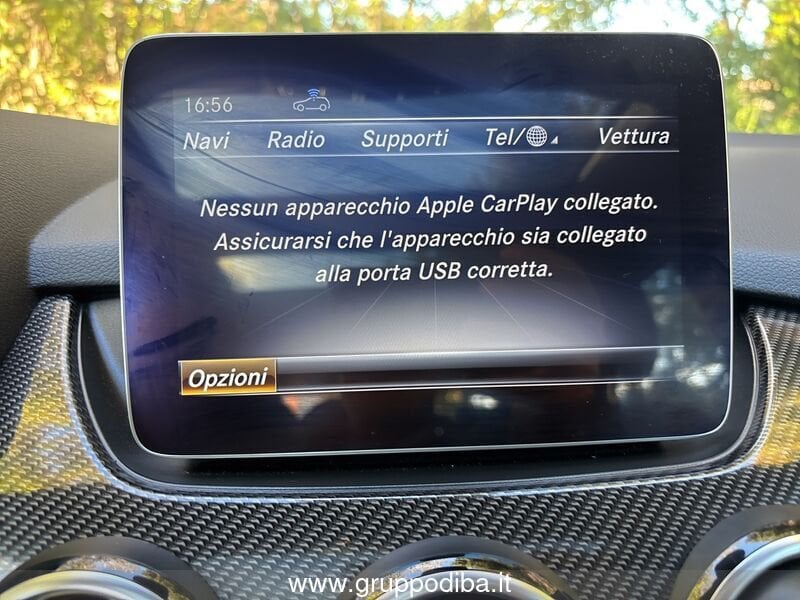 16:56
Navi Radio Supporti Tel/ Vettura
Nessun apparecchio Apple CarPlay collegato.
Assicurarsi che l'apparecchio sia collegato
alla porta USB corretta.
Opzioni
www.gruppodiba.it